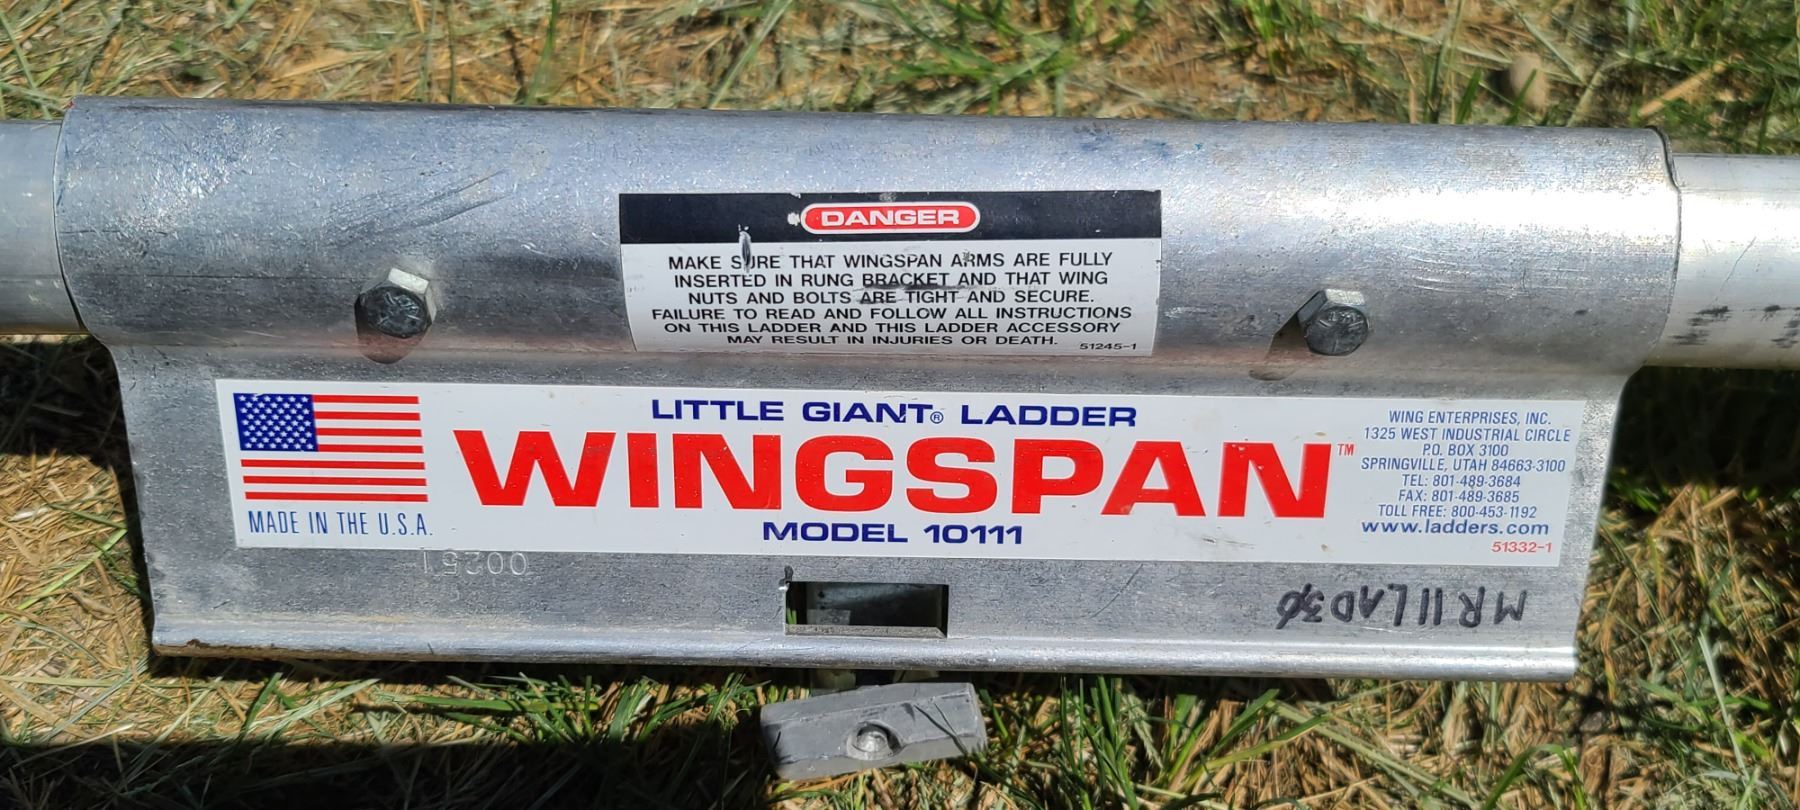 DANGER
MAKE SURE THAT WINGSPAN ARMS ARE FULLY
INSERTED IN RUNG BRACKET AND THAT WING
NUTS AND BOLTS ARE TIGHT AND SECURE.
FAILURE TO READ AND FOLLOW ALL INSTRUCTIONS
ON THIS LADDER AND THIS LADDER ACCESSORY
MAY RESULT IN INJURIES OR DEATH.
51245-1
MADE IN THE U.S.A.
LITTLE GIANT® LADDER
WINGSPAN™
MODEL 10111
WING ENTERPRISES, INC.
1325 WEST INDUSTRIAL CIRCLE
P.O. BOX 3100
SPRINGVILLE, UTAH 84663-3100
TEL: 801-489-3684
FAX: 801-489-3685
TOLL FREE: 800-453-1192
www.ladders.com
51332-1
00251
MR11LAD30